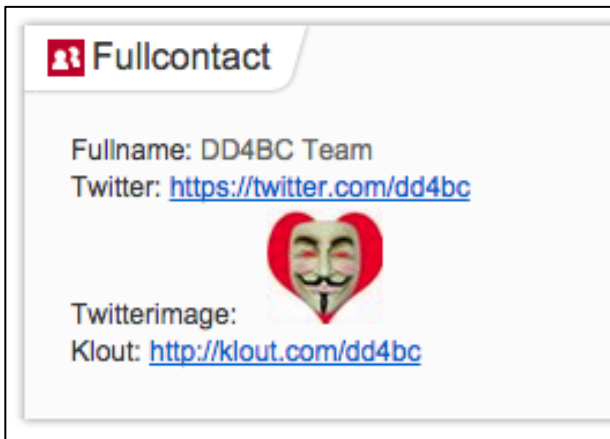 Fullcontact
Fullname: DD4BC Team
Twitter: https://twitter.com/dd4bc
Twitterimage:
Klout: http://klout.com/dd4bc